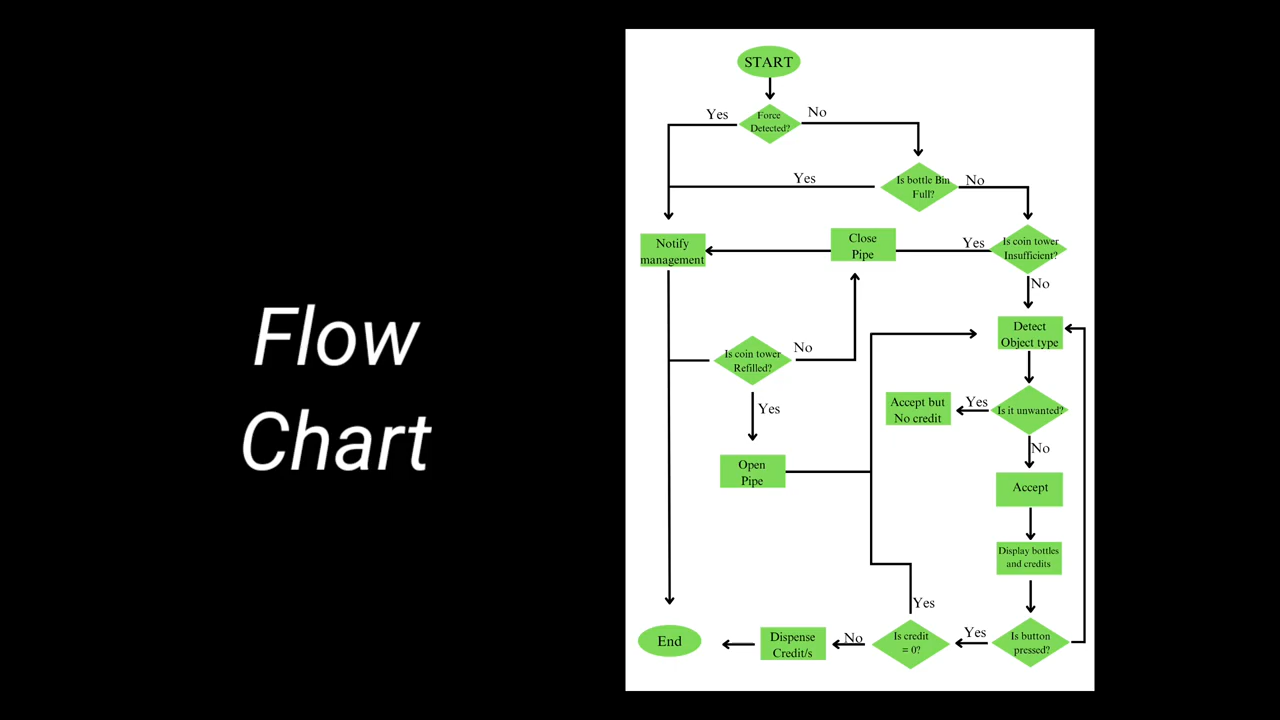 Flow
Chart
START
Yes
Force
Detected?
No
Yes
Is bottle Bin
Full?
No
Notify
management
Close
Pipe
Yes
Is coin tower
Insufficient?
No
Detect
Object type
Is coin tower
Refilled?
No
Yes
Accept but
No credit
Yes
Is it unwanted?
No
Open
Pipe
Accept
Display bottles
and credits
Yes
End
Dispense
Credit/s
No
Is credit
= 0?
Yes
Is button
pressed?